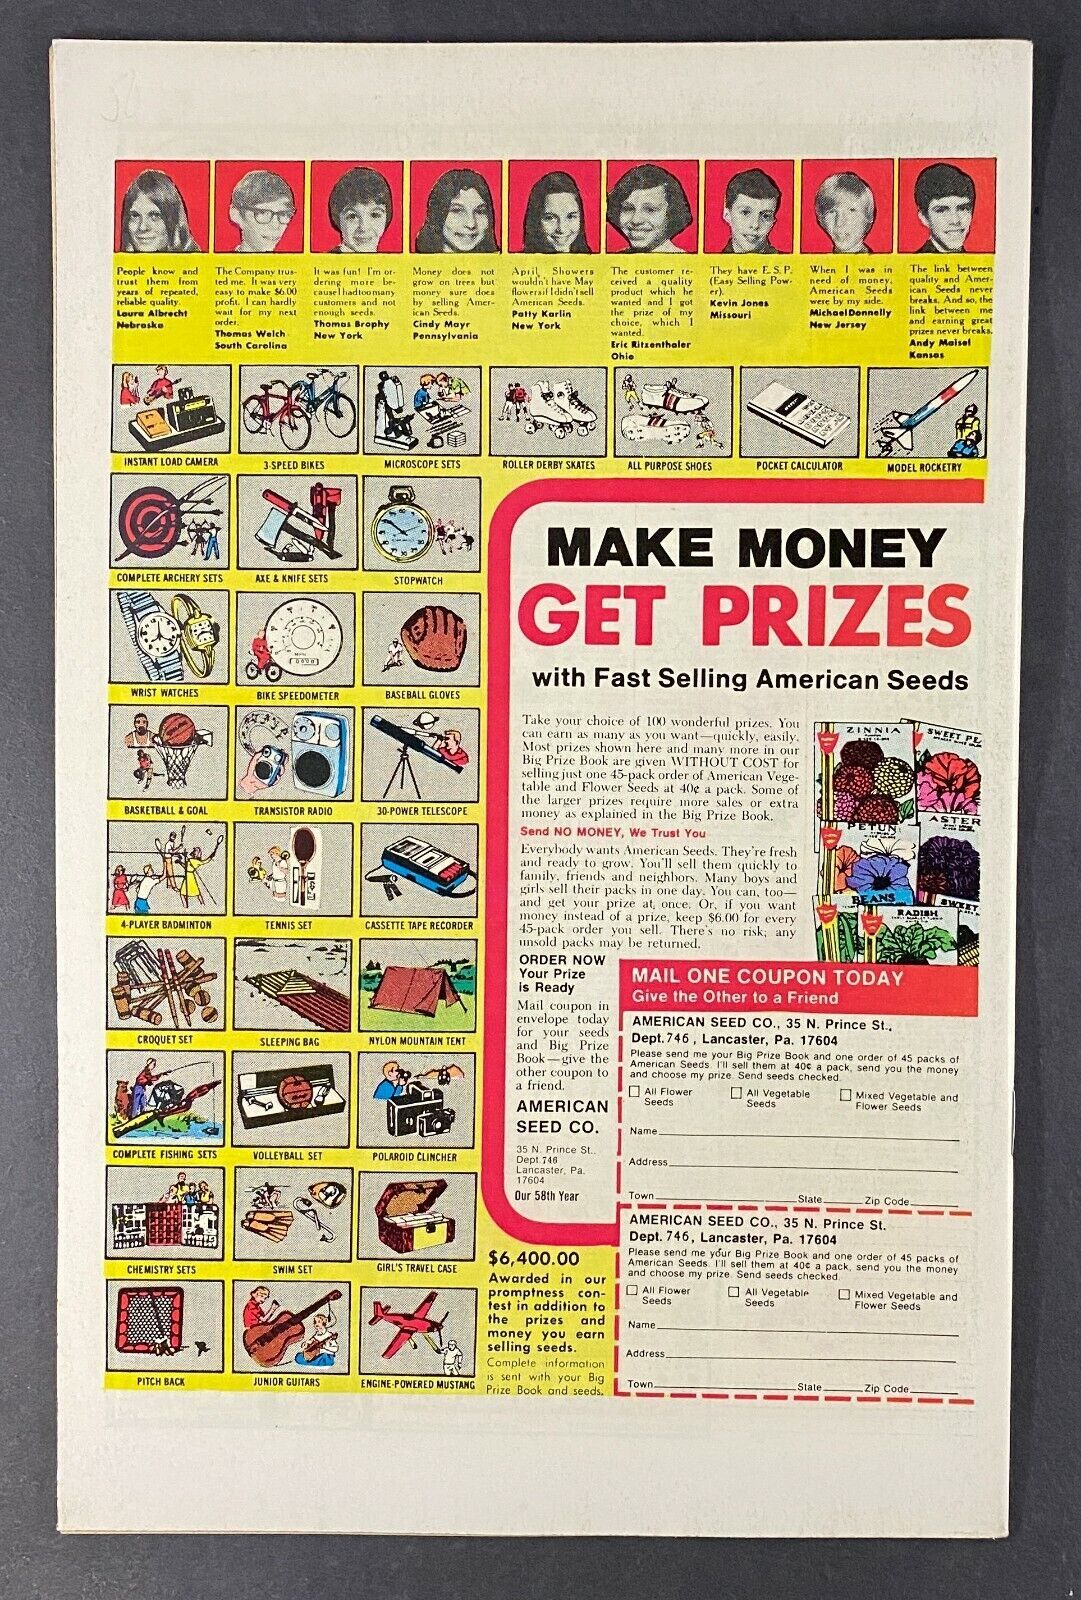 People know and
trust them from
years of repeated,
reliable quality.
Laura Albrecht
Nebraska
The Company trus-
ted me. It was very
easy to make $6.00
profit. I can hardly
wait for my next
order.
Thomas Welch
South Carolina
It was fun! I'm or-
dering more be-
cause I had too many
customers and not
enough seeds.
Thomas Brophy
New York
Money does not
grow on trees but
money sure does
by selling Amer-
ican Seeds.
Cindy Mayr
Pennsylvania
April Showers
wouldn't have May
flowers if I didn't sell
American Seeds.
Patty Karlin
New York
The customer re-
ceived a quality
product which he
wanted and I got
the prize of my
choice, which I
wanted.
Eric Ritzenthaler
Ohio
They have E.S.P.
(Easy Selling Pow-
er).
Kevin Jones
Missouri
When I was in
need of money,
American Seeds
were by my side.
Michael Donnelly
New Jersey
The link between
quality and Amer-
ican Seeds never
breaks. And so, the
link between me
and earning great
prizes never breaks.
Andy Maisel
Kansas
INSTANT LOAD CAMERA
3-SPEED BIKES
MICROSCOPE SETS
ROLLER DERBY SKATES
ALL PURPOSE SHOES
POCKET CALCULATOR
MODEL ROCKETRY
COMPLETE ARCHERY SETS
AXE & KNIFE SETS
STOPWATCH
WRIST WATCHES
BIKE SPEEDOMETER
BASEBALL GLOVES
BASKETBALL & GOAL
TRANSISTOR RADIO
30-POWER TELESCOPE
4-PLAYER BADMINTON
TENNIS SET
CASSETTE TAPE RECORDER
CROQUET SET
SLEEPING BAG
NYLON MOUNTAIN TENT
COMPLETE FISHING SETS
VOLLEYBALL SET
POLAROID CLINCHER
CHEMISTRY SETS
SWIM SET
GIRL'S TRAVEL CASE
PITCH BACK
JUNIOR GUITARS
ENGINE-POWERED MUSTANG
MAKE MONEY
GET PRIZES
with Fast Selling American Seeds
Take your choice of 100 wonderful prizes. You
can earn as many as you want—quickly, easily.
Most prizes shown here and many more in our
Big Prize Book are given WITHOUT COST for
selling just one 45-pack order of American Vege-
table and Flower Seeds at 40¢ a pack. Some of
the larger prizes require more sales or extra
money as explained in the Big Prize Book.
Send NO MONEY, We Trust You
Everybody wants American Seeds. They're fresh
and ready to grow. You'll sell them quickly to
family, friends and neighbors. Many boys and
girls sell their packs in one day. You can, too—
and get your prize at once. Or, if you want
money instead of a prize, keep $6.00 for every
45-pack order you sell. There's no risk; any
unsold packs may be returned.
ZINNIA
SWEET PE
PETUN
ASTER
BEANS
RADISH
SWEET
ORDER NOW
Your Prize
is Ready
Mail coupon in
envelope today
for your seeds
and Big Prize
Book—give the
other coupon to
a friend.
AMERICAN
SEED CO.
35 N. Prince St..
Dept.746
Lancaster, Pa.
17604
Our 58th Year
$6,400.00
Awarded in our
promptness con-
test in addition to
the prizes and
money you earn
selling seeds.
Complete information
is sent with your Big
Prize Book and seeds.
MAIL ONE COUPON TODAY
Give the Other to a Friend
AMERICAN SEED CO., 35 N. Prince St.,
Dept.746, Lancaster, Pa. 17604
Please send me your Big Prize Book and one order of 45 packs of
American Seeds. I'll sell them at 40¢ a pack, send you the money
and choose my prize. Send seeds checked.
All Flower Seeds
All Vegetable Seeds
Mixed Vegetable and Flower Seeds
Name
Address
Town State Zip Code
AMERICAN SEED CO., 35 N. Prince St.
Dept. 746, Lancaster, Pa. 17604
Please send me your Big Prize Book and one order of 45 packs of
American Seeds. I'll sell them at 40¢ a pack, send you the money
and choose my prize. Send seeds checked.
All Flower Seeds
All Vegetable Seeds
Mixed Vegetable and Flower Seeds
Name
Address
Town State Zip Code